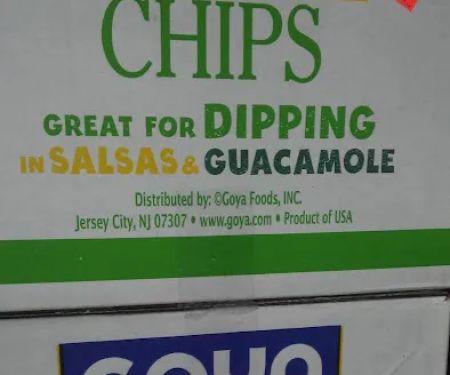 CHIPS
GREAT FOR DIPPING
IN SALSAS & GUACAMOLE
Distributed by: ©Goya Foods, INC.
Jersey City, NJ 07307 • www.goya.com • Product of USA
GOYA